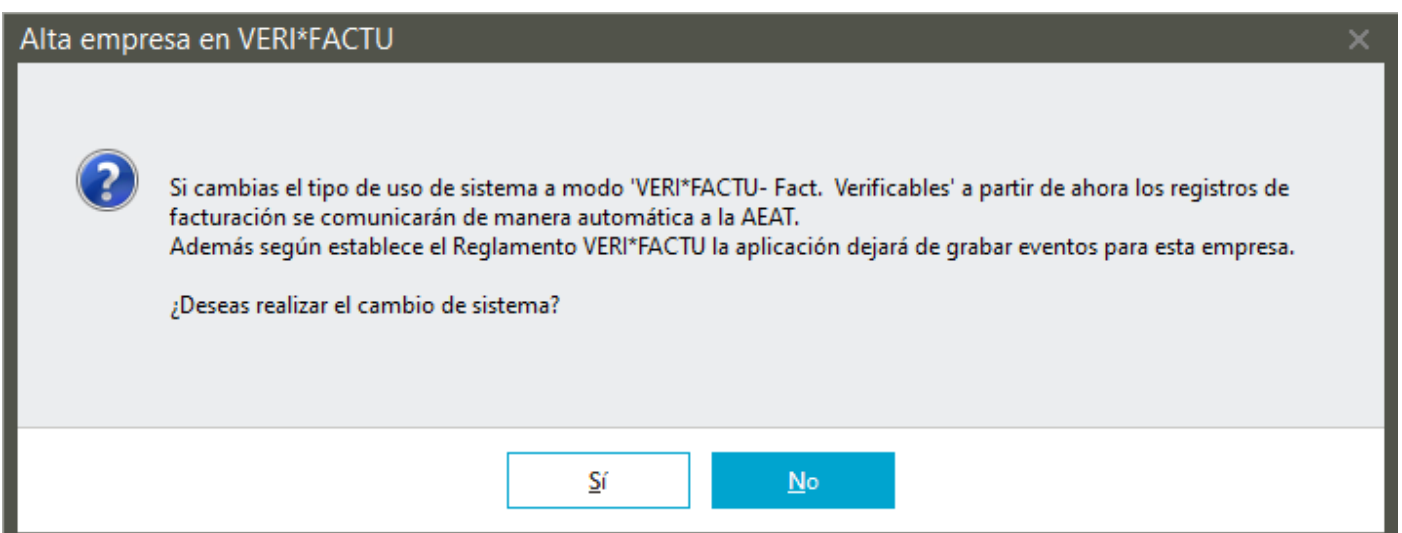 Alta empresa en VERI*FACTU
Si cambias el tipo de uso de sistema a modo 'VERI*FACTU- Fact.  Verificables' a partir de ahora los registros de
facturación se comunicarán de manera automática a la AEAT.
Además según establece el Reglamento VERI*FACTU la aplicación dejará de grabar eventos para esta empresa.
¿Deseas realizar el cambio de sistema?
Sí
No